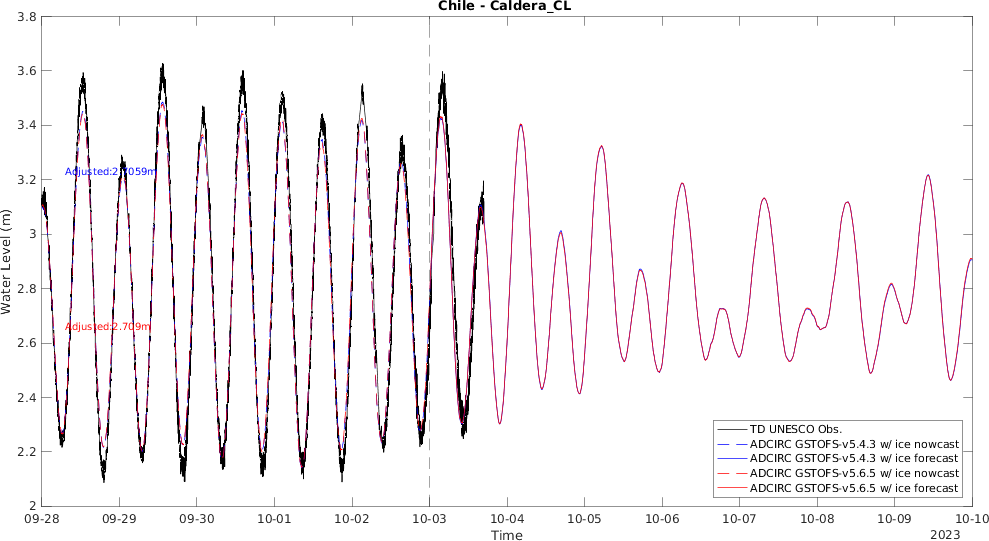 Chile - Caldera_CL
3.8
3.6
3.4
3.2
3
2.8
2.6
2.4
2.2
2
Water Level (m)
Adjusted:2.7059m
Adjusted:2.709m
TD UNESCO Obs.
ADCIRC GSTOFS-v5.4.3 w/ ice nowcast
ADCIRC GSTOFS-v5.4.3 w/ ice forecast
ADCIRC GSTOFS-v5.6.5 w/ ice nowcast
ADCIRC GSTOFS-v5.6.5 w/ ice forecast
09-28 09-29 09-30 10-01 10-02 10-03 10-04 10-05 10-06 10-07 10-08 10-09 10-10
Time
2023